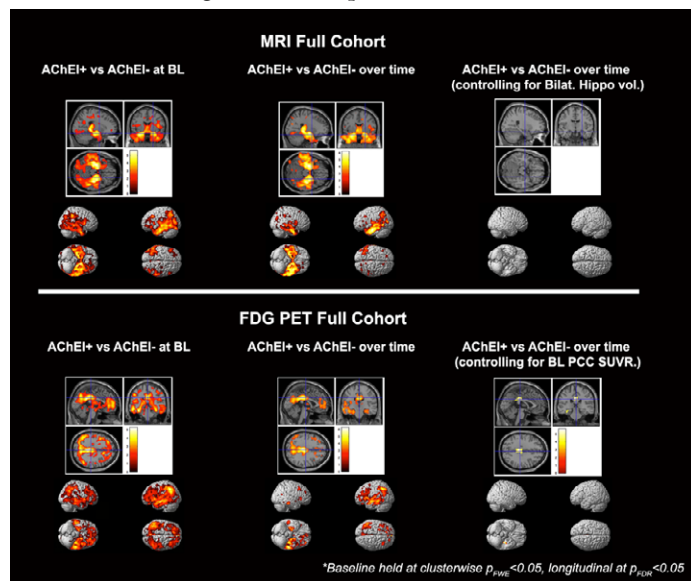 MRI Full Cohort
AChEI+ vs AChEI- at BL
AChEI+ vs AChEI- over time
AChEI+ vs AChEI- over time
(controlling for Bilat. Hippo vol.)
FDG PET Full Cohort
AChEI+ vs AChEI- at BL
AChEI+ vs AChEI- over time
AChEI+ vs AChEI- over time
(controlling for BL PCC SUVR.)
*Baseline held at clusterwise pFWE<0.05, longitudinal at pFDR<0.05